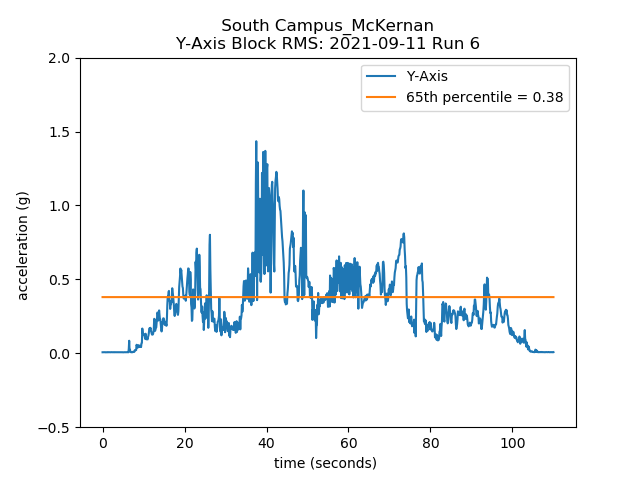 South Campus_McKernan
Y-Axis Block RMS: 2021-09-11 Run 6
Y-Axis
65th percentile = 0.38
acceleration (g)
2.0
1.5
1.0
0.5
0.0
−0.5
0 20 40 60 80 100
time (seconds)